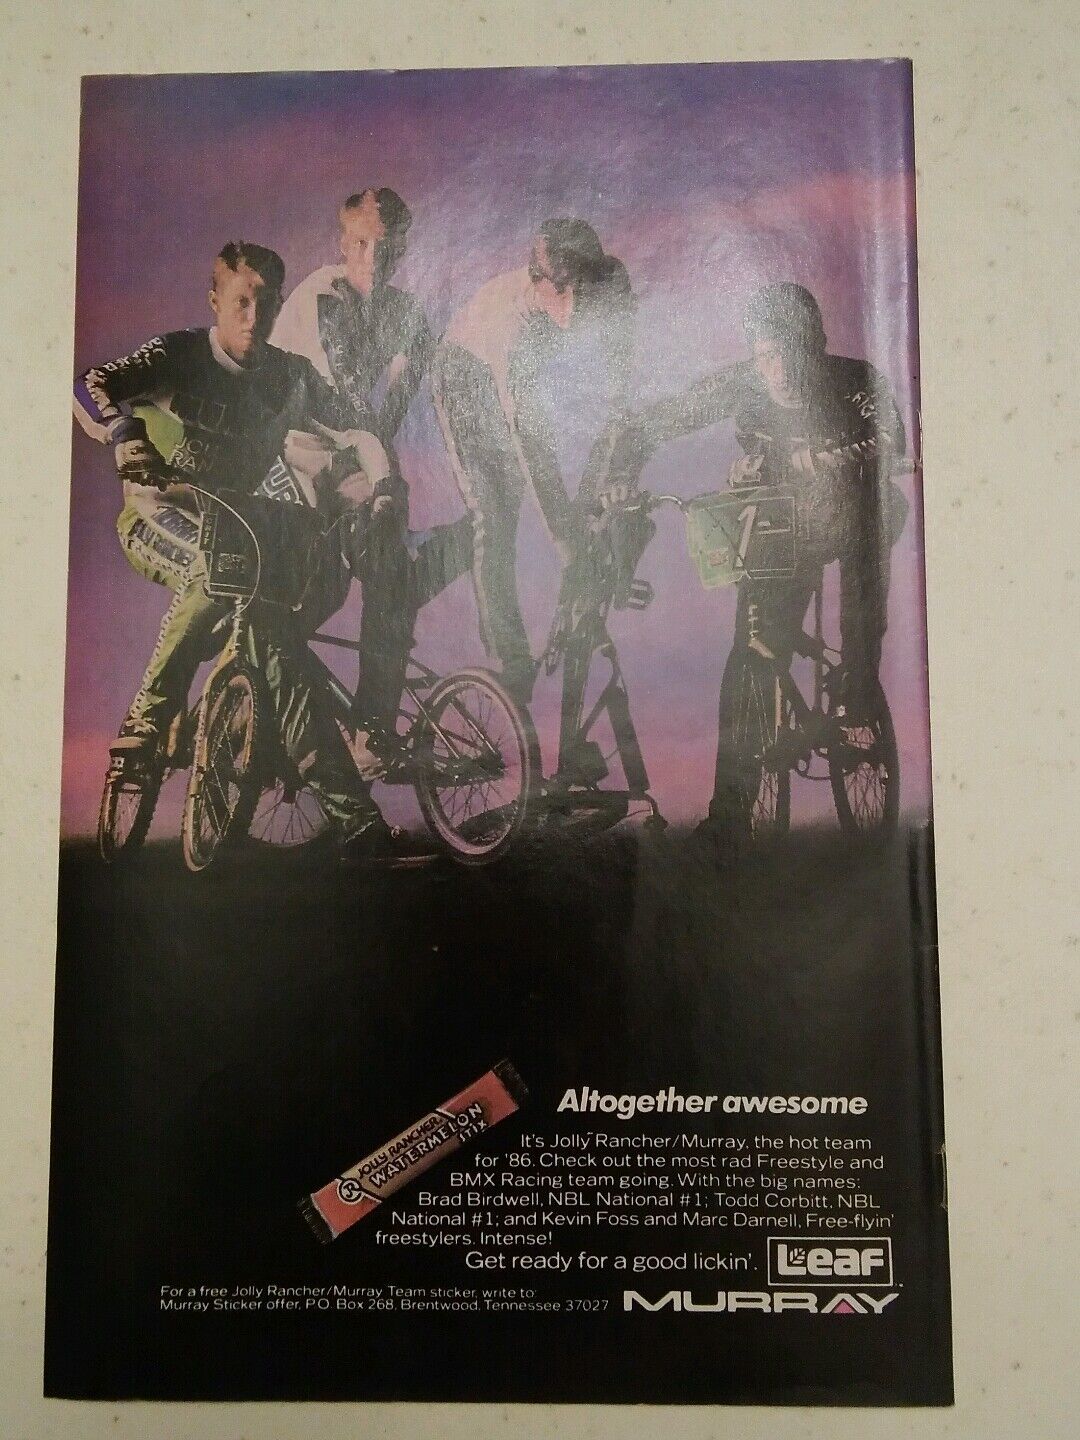 JOLLY RANCHER
WATERMELON
STIX
Altogether awesome
It's Jolly Rancher/Murray, the hot team
for '86. Check out the most rad Freestyle and
BMX Racing team going. With the big names:
Brad Birdwell, NBL National #1; Todd Corbitt, NBL
National #1; and Kevin Foss and Marc Darnell, Free-flyin'
freestylers. Intense!
Get ready for a good lickin'.
Leaf
For a free Jolly Rancher/Murray Team sticker, write to:
Murray Sticker offer, P.O. Box 268, Brentwood, Tennessee 37027
MURRAY